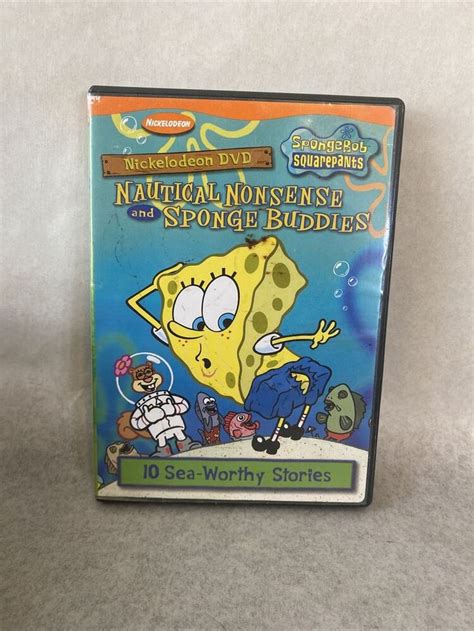 NICKELODEON
SpongeBob
SquarePants
Nickelodeon DVD
Nautical Nonsense
and Sponge Buddies
10 Sea-Worthy Stories